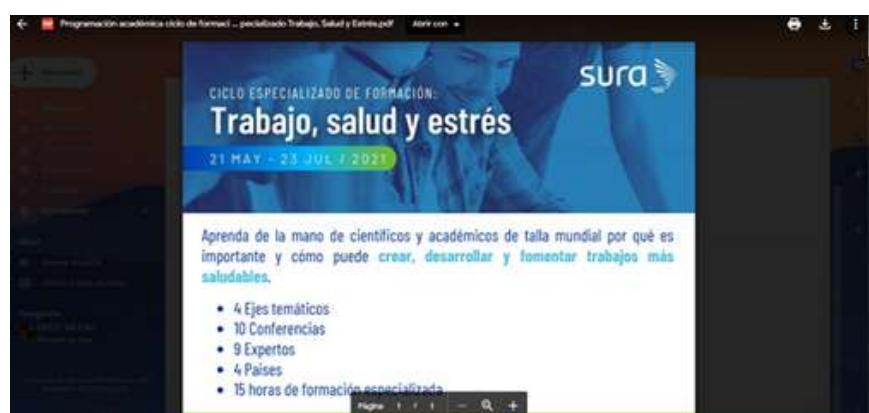 Programación académica ciclo de formaci ... pecializado Trabajo, Salud y Estrés.pdf
Abrir con
sura
CICLO ESPECIALIZADO DE FORMACIÓN:
Trabajo, salud y estrés
21 MAY - 23 JUL / 2021
Aprenda de la mano de científicos y académicos de talla mundial por qué es
importante y cómo puede crear, desarrollar y fomentar trabajos más
saludables.
• 4 Ejes temáticos
• 10 Conferencias
• 9 Expertos
• 4 Países
• 15 horas de formación especializada
Página 1 / 1